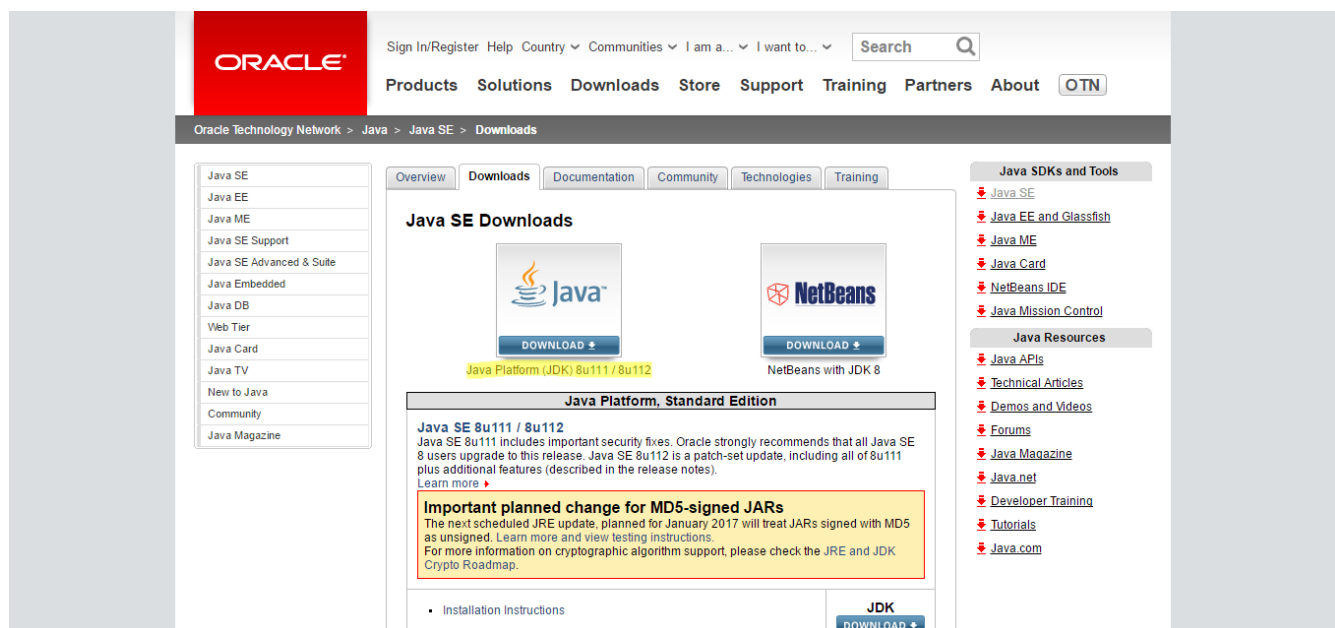 ORACLE
Sign In/Register Help Country Communities I am a... I want to... Search
Products Solutions Downloads Store Support Training Partners About OTN
Oracle Technology Network > Java > Java SE > Downloads
Java SE
Java EE
Java ME
Java SE Support
Java SE Advanced & Suite
Java Embedded
Java DB
Web Tier
Java Card
Java TV
New to Java
Community
Java Magazine
Overview Downloads Documentation Community Technologies Training
Java SE Downloads
Java
DOWNLOAD
Java Platform (JDK) 8u111 / 8u112
NetBeans
DOWNLOAD
NetBeans with JDK 8
Java Platform, Standard Edition
Java SE 8u111 / 8u112
Java SE 8u111 includes important security fixes. Oracle strongly recommends that all Java SE
8 users upgrade to this release. Java SE 8u112 is a patch-set update, including all of 8u111
plus additional features (described in the release notes).
Learn more
Important planned change for MD5-signed JARs
The next scheduled JRE update, planned for January 2017 will treat JARs signed with MD5
as unsigned. Learn more and view testing instructions.
For more information on cryptographic algorithm support, please check the JRE and JDK
Crypto Roadmap.
Installation Instructions
JDK
DOWNLOAD
Java SDKs and Tools
Java SE
Java EE and Glassfish
Java ME
Java Card
NetBeans IDE
Java Mission Control
Java Resources
Java APIs
Technical Articles
Demos and Videos
Forums
Java Magazine
Java.net
Developer Training
Tutorials
Java.com